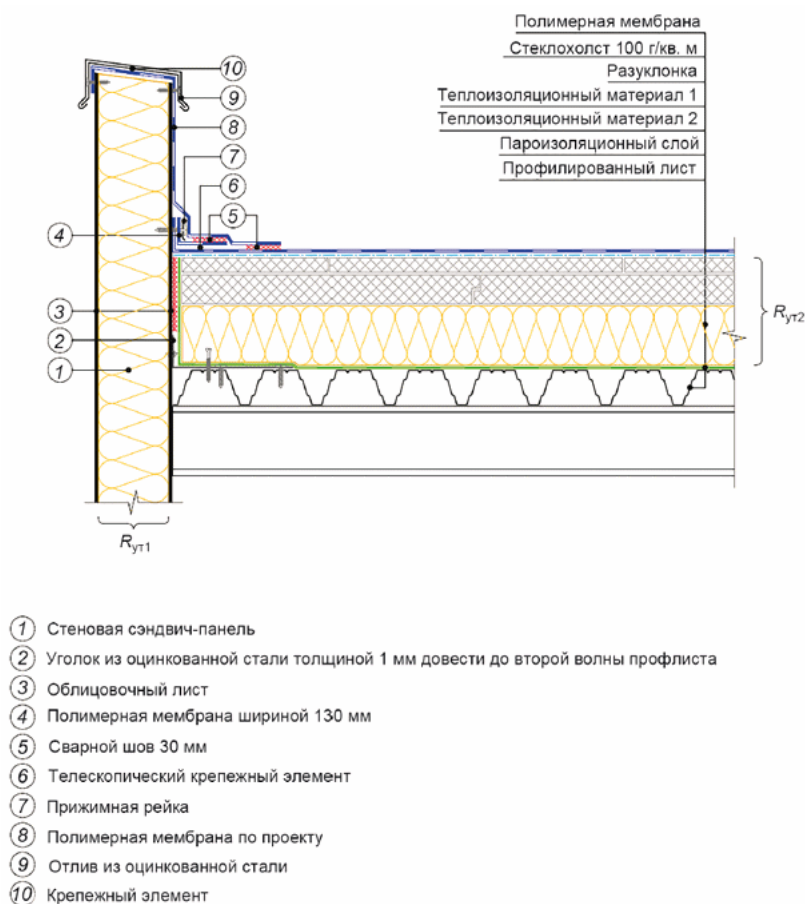 Полимерная мембрана
Стеклохолст 100 г/кв. м
Разуклонка
Теплоизоляционный материал 1
Теплоизоляционный материал 2
Пароизоляционный слой
Профилированный лист
10
9
8
7
6
5
4
3
2
1
Rут2
Rут1
1 Стеновая сэндвич-панель
2 Уголок из оцинкованной стали толщиной 1 мм довести до второй волны профлиста
3 Облицовочный лист
4 Полимерная мембрана шириной 130 мм
5 Сварной шов 30 мм
6 Телескопический крепежный элемент
7 Прижимная рейка
8 Полимерная мембрана по проекту
9 Отлив из оцинкованной стали
10 Крепежный элемент